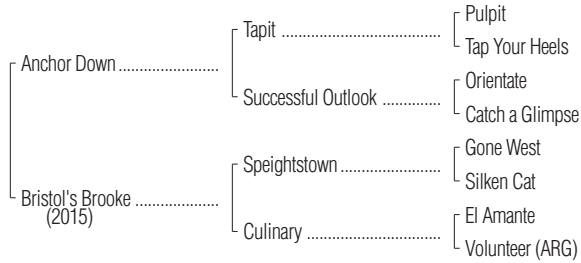 Pulpit
Tapit
Tap Your Heels
Anchor Down
Orientate
Successful Outlook
Catch a Glimpse
Gone West
Speightstown
Silken Cat
Bristol's Brooke
(2015)
El Amante
Culinary
Volunteer (ARG)